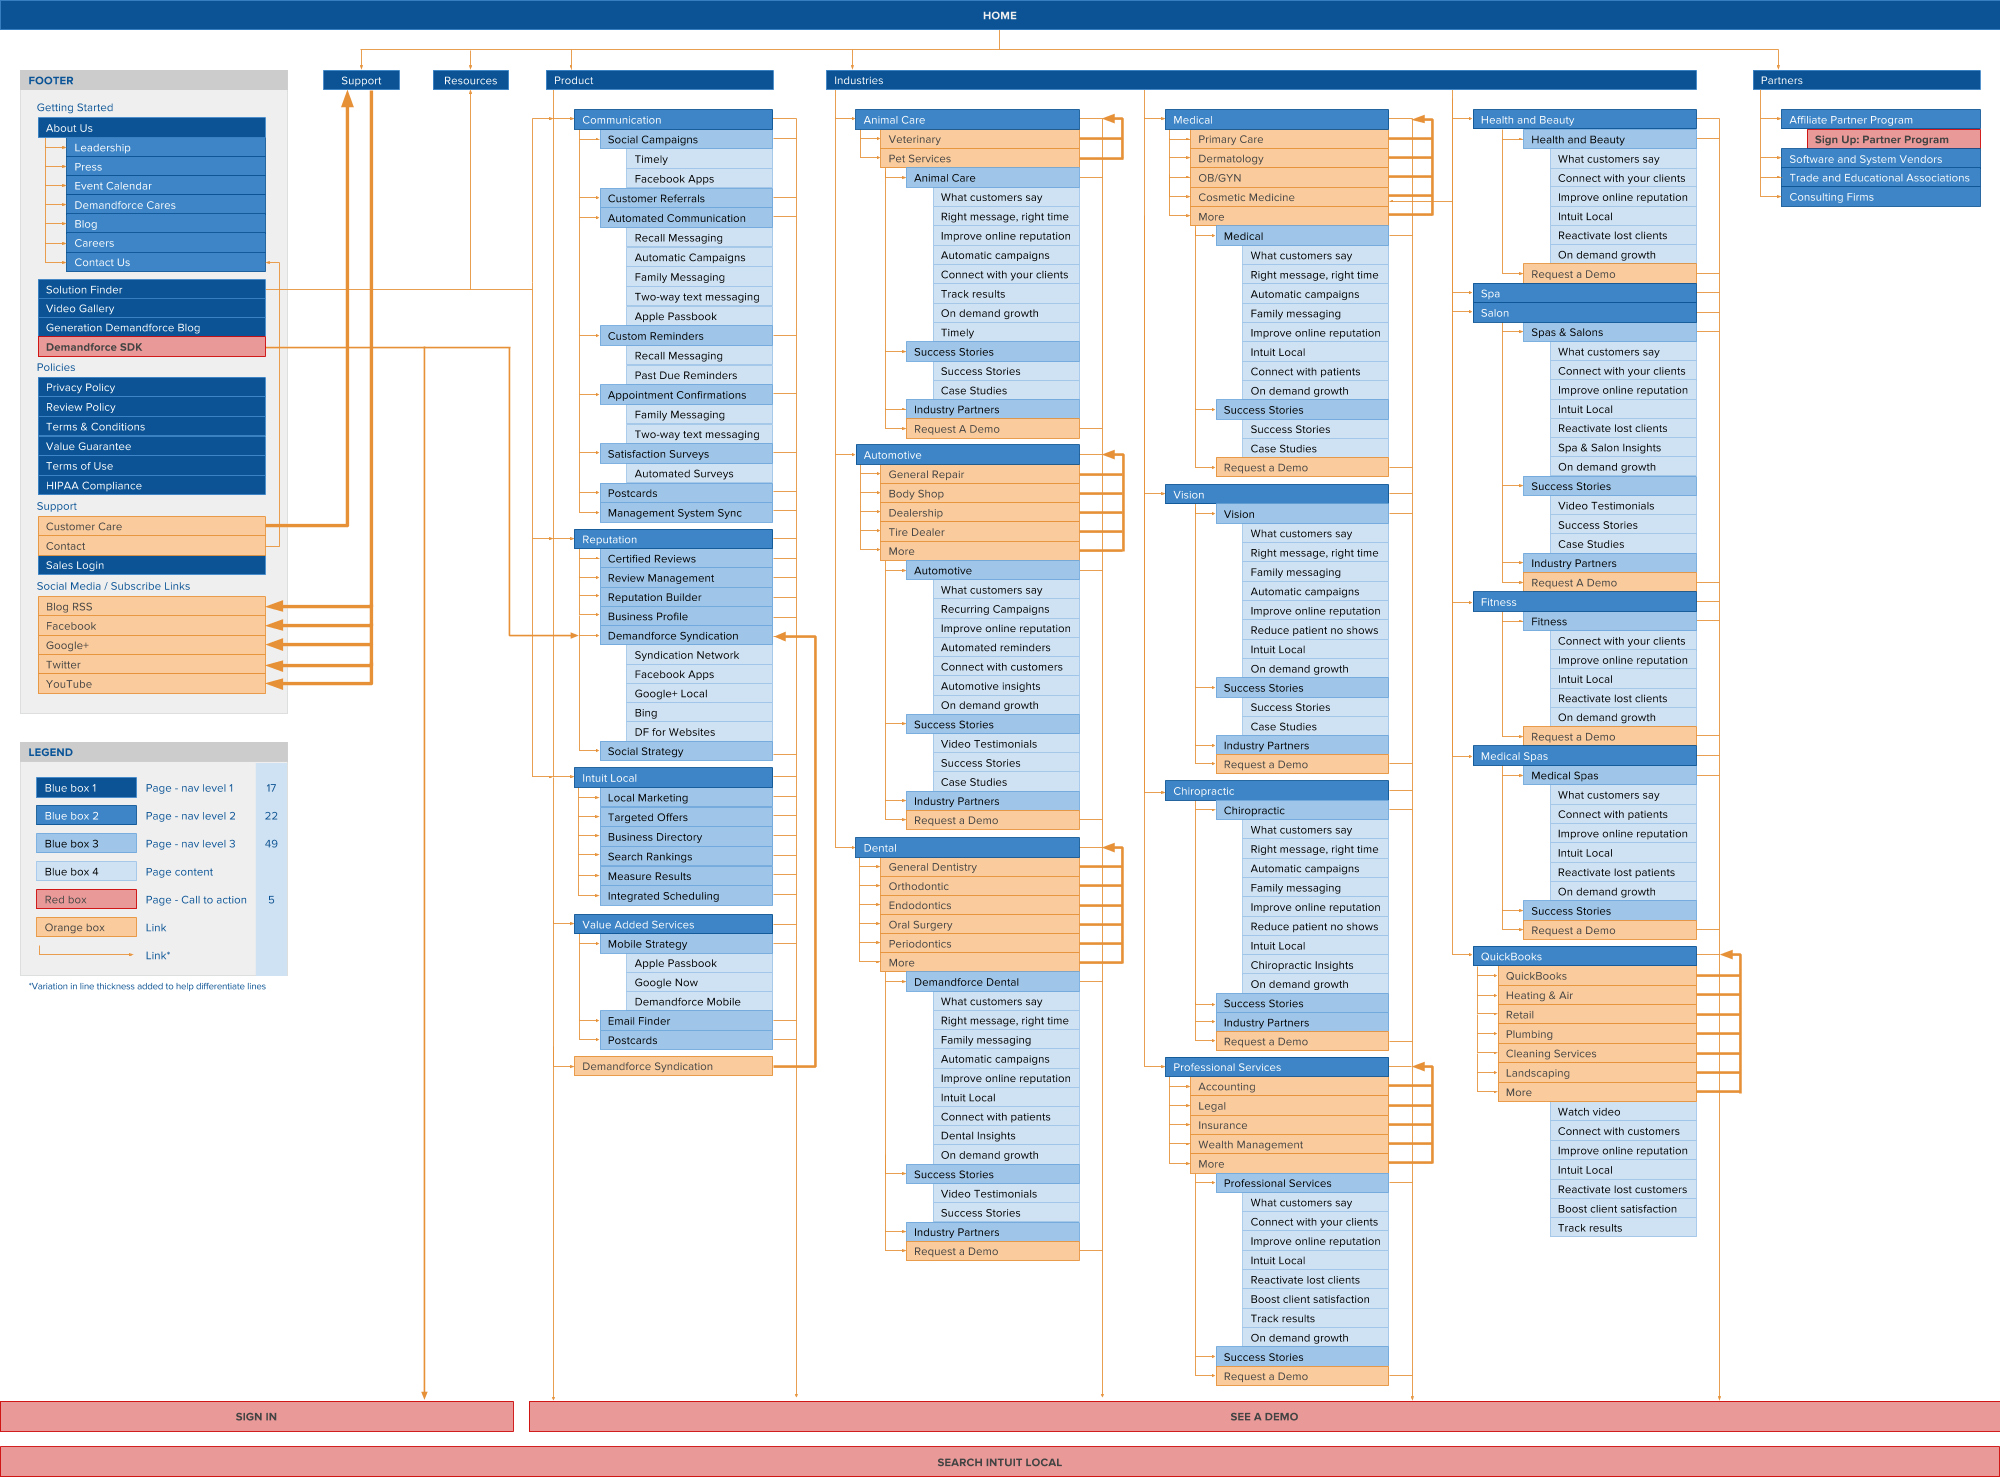 HOME
FOOTER
Getting Started
About Us
Leadership
Press
Event Calendar
Demandforce Cares
Blog
Careers
Contact Us
Solution Finder
Video Gallery
Generation Demandforce Blog
Demandforce SDK
Policies
Privacy Policy
Review Policy
Terms & Conditions
Value Guarantee
Terms of Use
HIPAA Compliance
Support
Customer Care
Contact
Sales Login
Social Media / Subscribe Links
Blog RSS
Facebook
Google+
Twitter
YouTube
LEGEND
Blue box 1 Page - nav level 1 17
Blue box 2 Page - nav level 2 22
Blue box 3 Page - nav level 3 49
Blue box 4 Page content
Red box Page - Call to action 5
Orange box Link
Link*
*Variation in line thickness added to help differentiate lines
Support
Resources
Product
Communication
Social Campaigns
Timely
Facebook Apps
Customer Referrals
Automated Communication
Recall Messaging
Automatic Campaigns
Family Messaging
Two-way text messaging
Apple Passbook
Custom Reminders
Recall Messaging
Past Due Reminders
Appointment Confirmations
Family Messaging
Two-way text messaging
Satisfaction Surveys
Automated Surveys
Postcards
Management System Sync
Reputation
Certified Reviews
Review Management
Reputation Builder
Business Profile
Demandforce Syndication
Syndication Network
Facebook Apps
Google+ Local
Bing
DF for Websites
Social Strategy
Intuit Local
Local Marketing
Targeted Offers
Business Directory
Search Rankings
Measure Results
Integrated Scheduling
Value Added Services
Mobile Strategy
Apple Passbook
Google Now
Demandforce Mobile
Email Finder
Postcards
Demandforce Syndication
Industries
Animal Care
Veterinary
Pet Services
Animal Care
What customers say
Right message, right time
Improve online reputation
Automatic campaigns
Connect with your clients
Track results
On demand growth
Timely
Success Stories
Success Stories
Case Studies
Industry Partners
Request A Demo
Automotive
General Repair
Body Shop
Dealership
Tire Dealer
More
Automotive
What customers say
Recurring Campaigns
Improve online reputation
Automated reminders
Connect with customers
Automotive insights
On demand growth
Success Stories
Video Testimonials
Success Stories
Case Studies
Industry Partners
Request a Demo
Dental
General Dentistry
Orthodontic
Endodontics
Oral Surgery
Periodontics
More
Demandforce Dental
What customers say
Right message, right time
Family messaging
Automatic campaigns
Improve online reputation
Intuit Local
Connect with patients
Dental Insights
On demand growth
Success Stories
Video Testimonials
Success Stories
Industry Partners
Request a Demo
Medical
Primary Care
Dermatology
OB/GYN
Cosmetic Medicine
More
Medical
What customers say
Right message, right time
Automatic campaigns
Family messaging
Improve online reputation
Intuit Local
Connect with patients
On demand growth
Success Stories
Success Stories
Case Studies
Request a Demo
Vision
Vision
What customers say
Right message, right time
Family messaging
Automatic campaigns
Improve online reputation
Reduce patient no shows
Intuit Local
On demand growth
Success Stories
Success Stories
Case Studies
Industry Partners
Request a Demo
Chiropractic
Chiropractic
What customers say
Right message, right time
Automatic campaigns
Family messaging
Improve online reputation
Reduce patient no shows
Intuit Local
Chiropractic Insights
On demand growth
Success Stories
Industry Partners
Request a Demo
Professional Services
Accounting
Legal
Insurance
Wealth Management
More
Professional Services
What customers say
Connect with your clients
Improve online reputation
Intuit Local
Reactivate lost clients
Boost client satisfaction
Track results
On demand growth
Success Stories
Request a Demo
Health and Beauty
Health and Beauty
What customers say
Connect with your clients
Improve online reputation
Intuit Local
Reactivate lost clients
On demand growth
Request a Demo
Spa
Salon
Spas & Salons
What customers say
Connect with your clients
Improve online reputation
Intuit Local
Reactivate lost clients
Spa & Salon Insights
On demand growth
Success Stories
Video Testimonials
Success Stories
Case Studies
Industry Partners
Request A Demo
Fitness
Fitness
Connect with your clients
Improve online reputation
Intuit Local
Reactivate lost clients
On demand growth
Request a Demo
Medical Spas
Medical Spas
What customers say
Connect with patients
Improve online reputation
Intuit Local
Reactivate lost patients
On demand growth
Success Stories
Request a Demo
QuickBooks
QuickBooks
Heating & Air
Retail
Plumbing
Cleaning Services
Landscaping
More
Watch video
Connect with customers
Improve online reputation
Intuit Local
Reactivate lost customers
Boost client satisfaction
Track results
Partners
Affiliate Partner Program
Sign Up: Partner Program
Software and System Vendors
Trade and Educational Associations
Consulting Firms
SIGN IN
SEE A DEMO
SEARCH INTUIT LOCAL